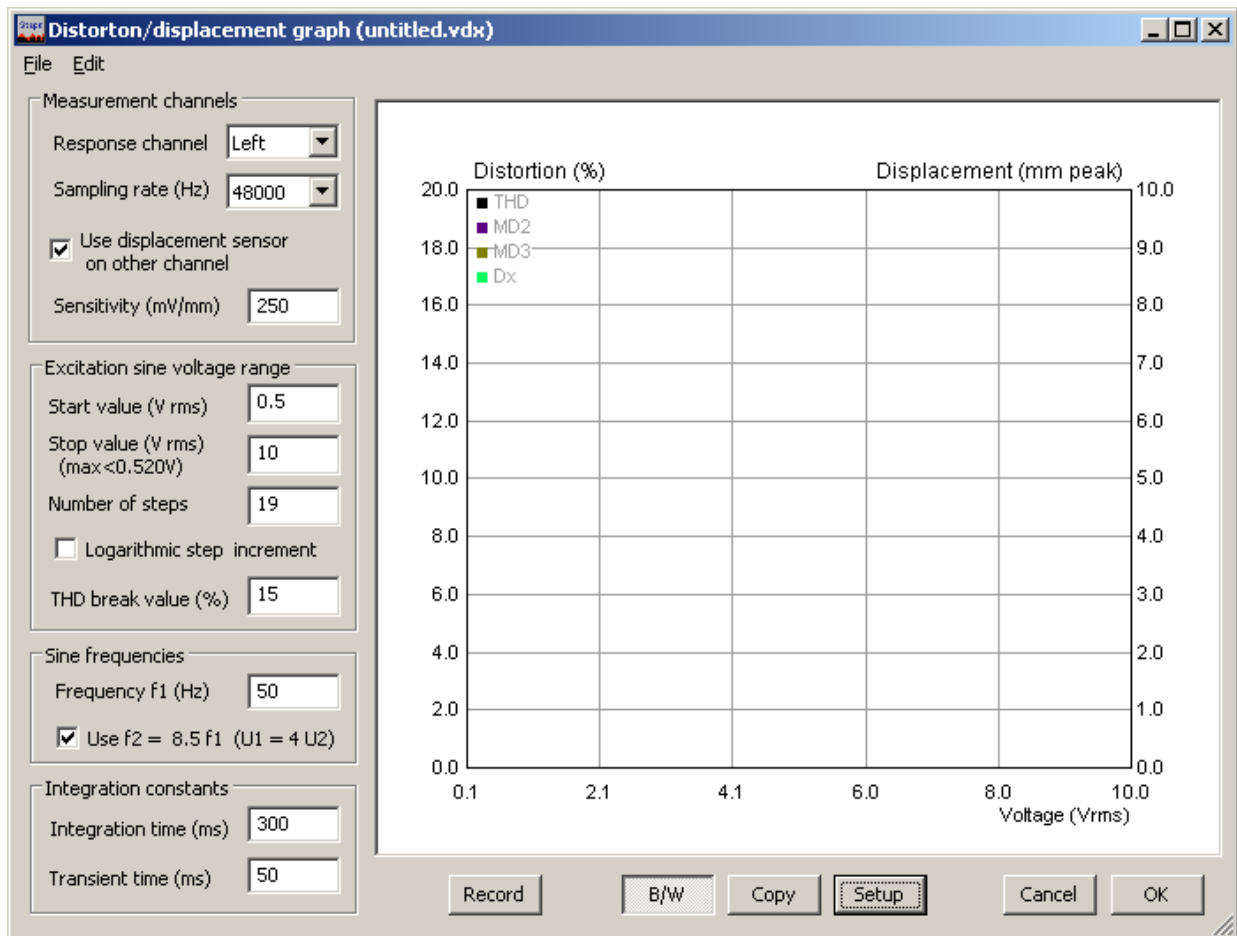 Steps
Distorton/displacement graph (untitled.vdx)
File Edit
Measurement channels
Response channel Left
Sampling rate (Hz) 48000
Use displacement sensor
on other channel
Sensitivity (mV/mm) 250
Excitation sine voltage range
Start value (V rms) 0.5
Stop value (V rms)
(max<0.520V) 10
Number of steps 19
Logarithmic step increment
THD break value (%) 15
Sine frequencies
Frequency f1 (Hz) 50
Use f2 = 8.5 f1 (U1 = 4 U2)
Integration constants
Integration time (ms) 300
Transient time (ms) 50
Distortion (%) Displacement (mm peak)
20.0 10.0
THD
MD2
18.0 MD3 9.0
Dx
16.0 8.0
14.0 7.0
12.0 6.0
10.0 5.0
8.0 4.0
6.0 3.0
4.0 2.0
2.0 1.0
0.0 0.0
0.1 2.1 4.1 6.0 8.0 10.0
Voltage (Vrms)
Record B/W Copy Setup Cancel OK